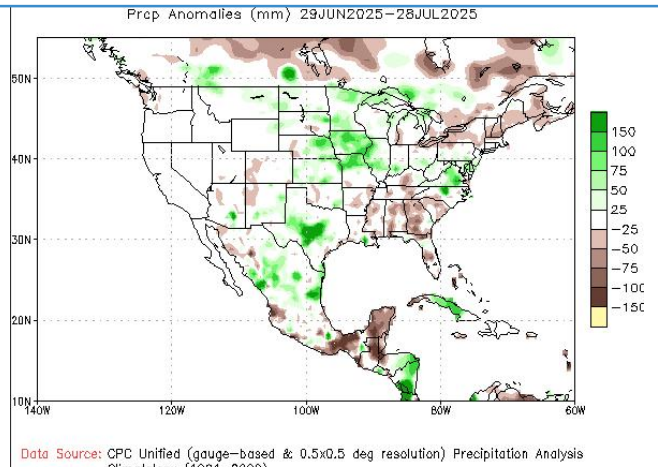 Prcp Anomalies (mm) 29JUN2025-28JUL2025
50N
40N
30N
20N
10N
140W
120W
100W
80W
60W
150
100
75
50
25
-25
-50
-75
-100
-150
Data Source: CPC Unified (gauge-based & 0.5x0.5 deg resolution) Precipitation Analysis